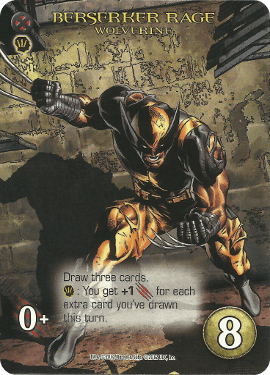 BERSERKER RAGE
WOLVERINE
Draw three cards.
: You get +1 for each
extra card you've drawn
this turn.
0+
8